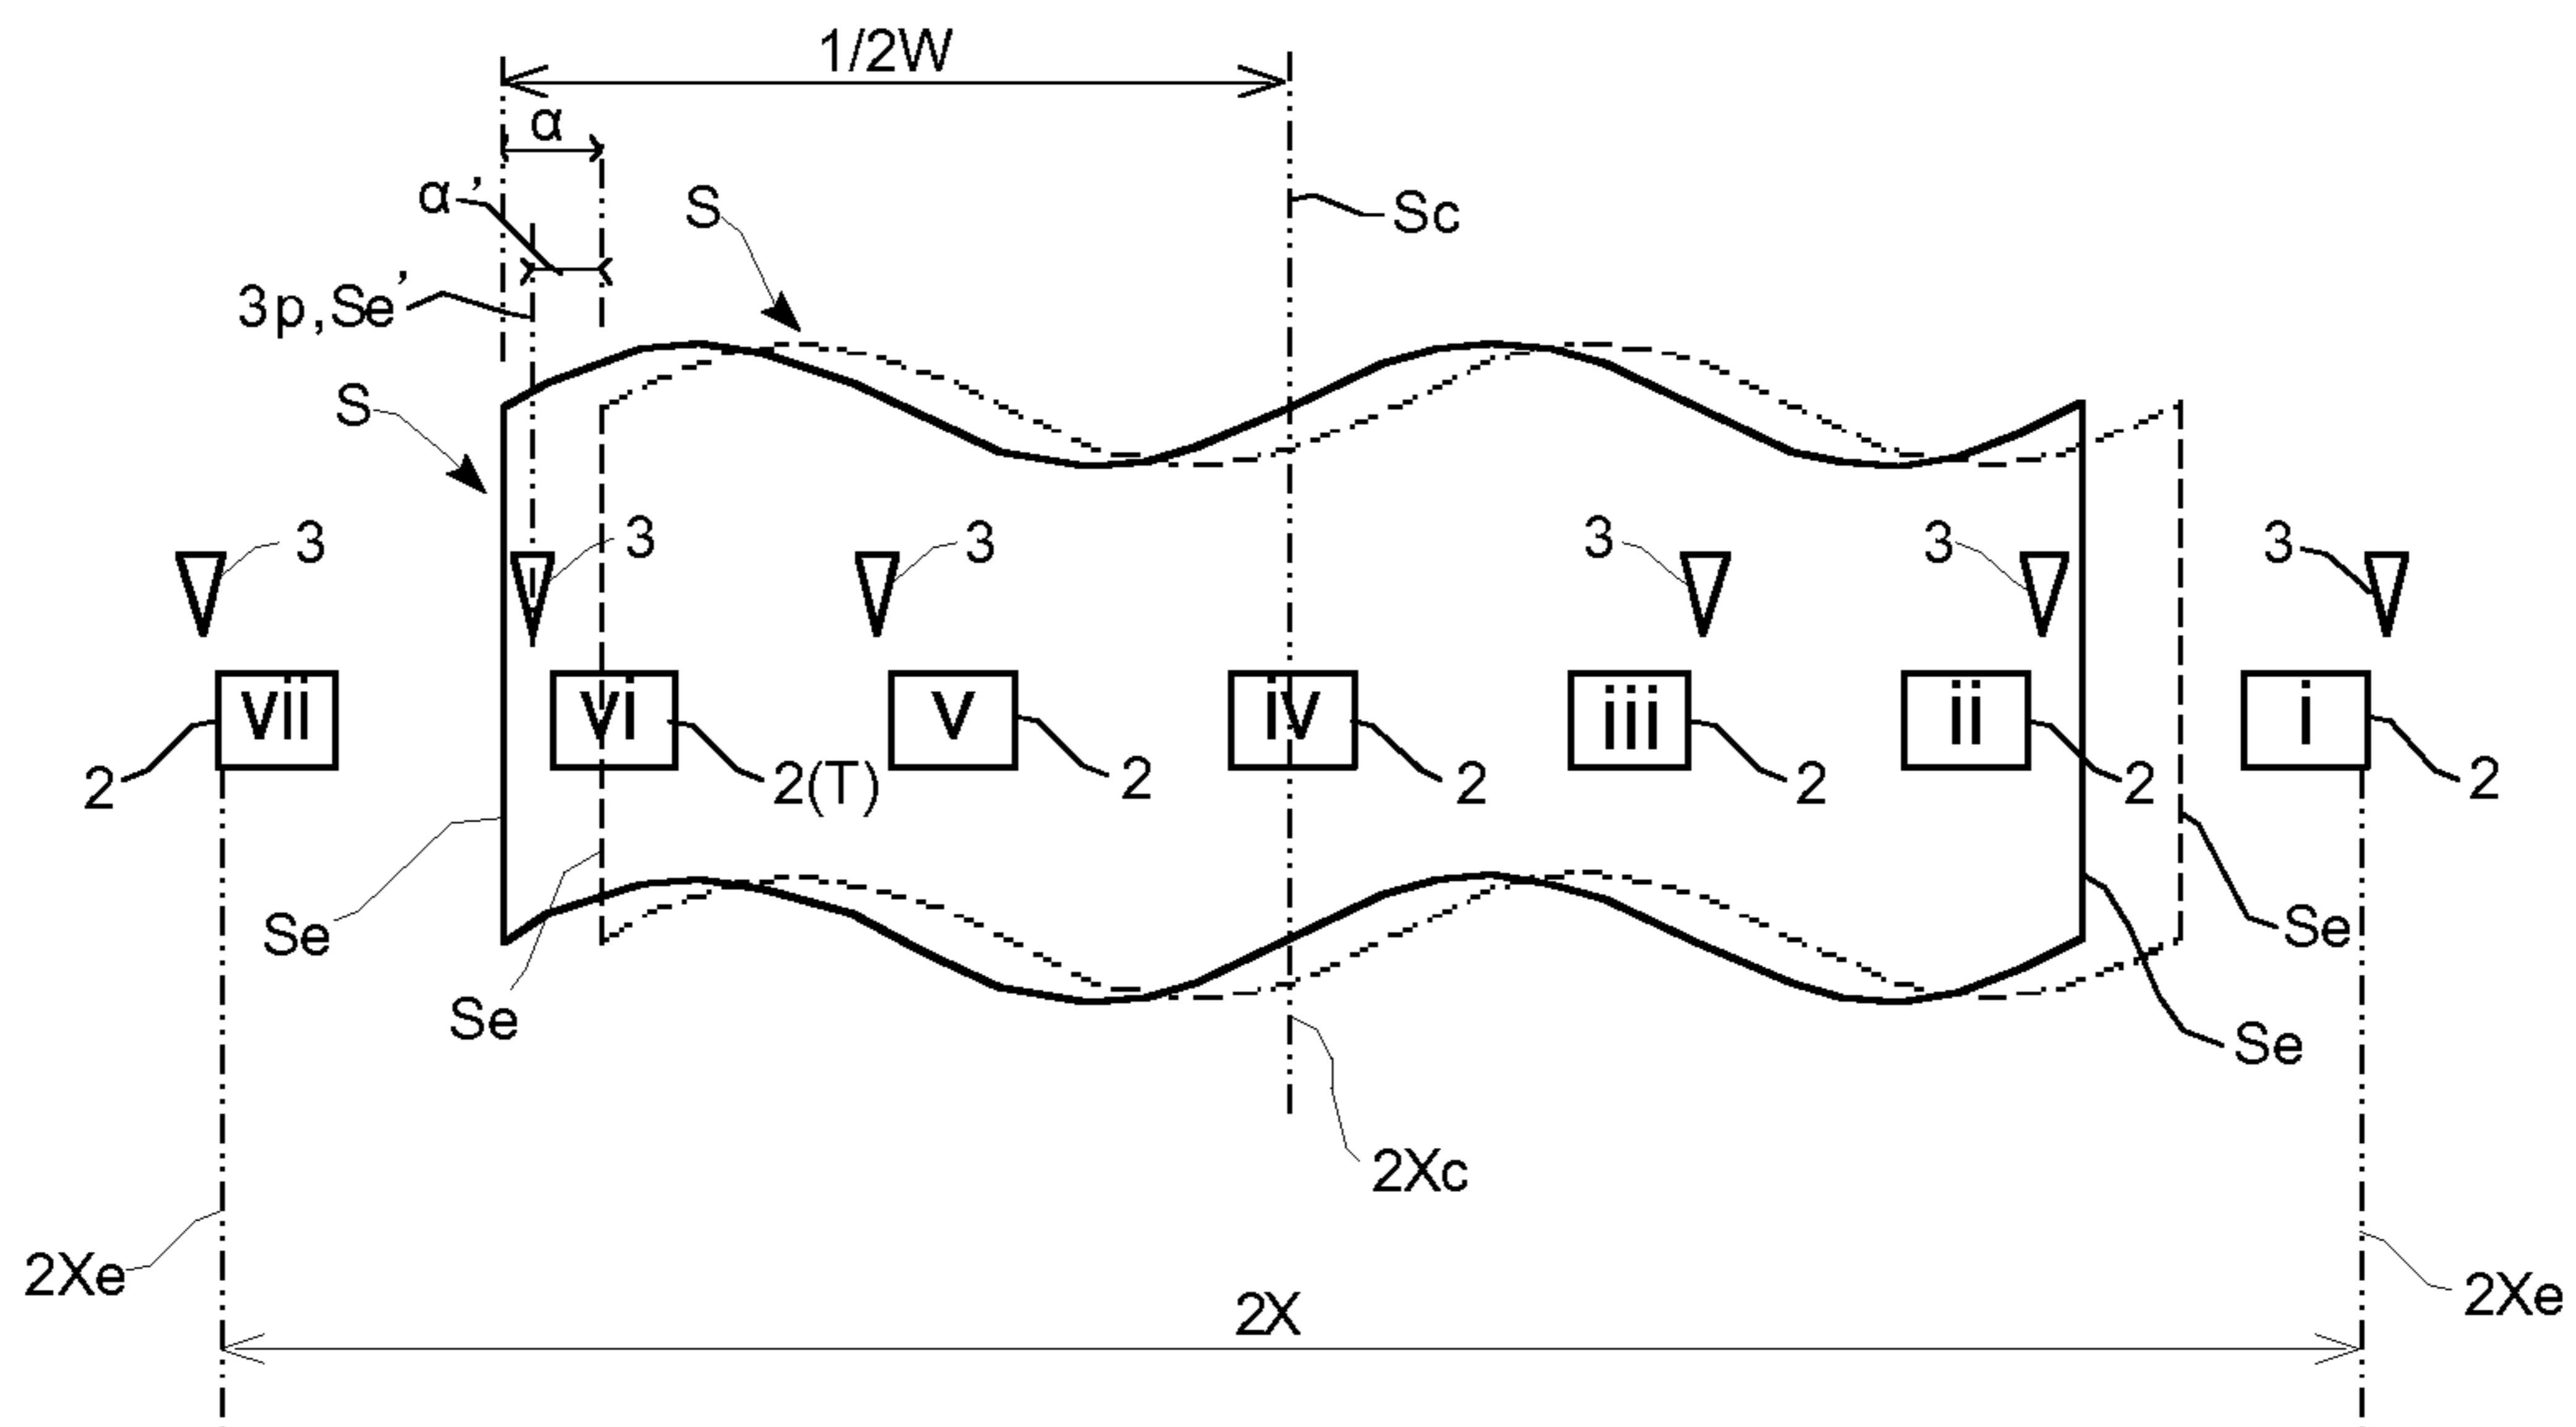 1/2W
α
α’
S
Sc
3p,Se’
S
3 3 3 3 3 3
vii vi v iv iii ii i
2 2(T) 2 2 2 2 2
Se
Se
Se
Se
2Xc
2Xe
2Xe
2X